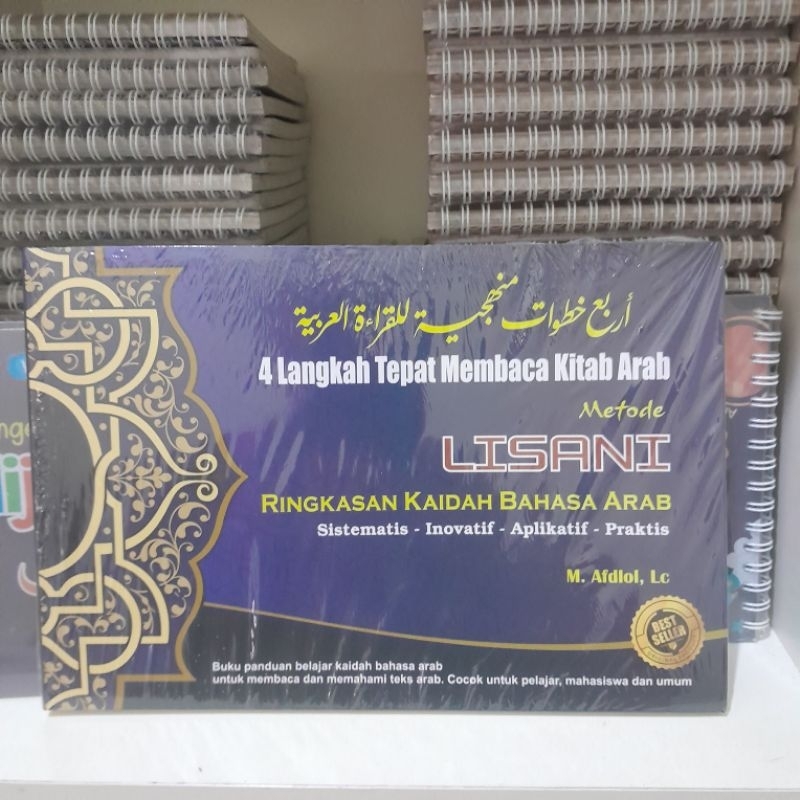 أربع خطوات منهجية للقراءة العربية
4 Langkah Tepat Membaca Kitab Arab
Metode
LISANI
RINGKASAN KAIDAH BAHASA ARAB
Sistematis - Inovatif - Aplikatif - Praktis
M. Afdlol, Lc
BEST
SELLER
Buku panduan belajar kaidah bahasa arab
untuk membaca dan memahami teks arab. Cocok untuk pelajar, mahasiswa dan umum